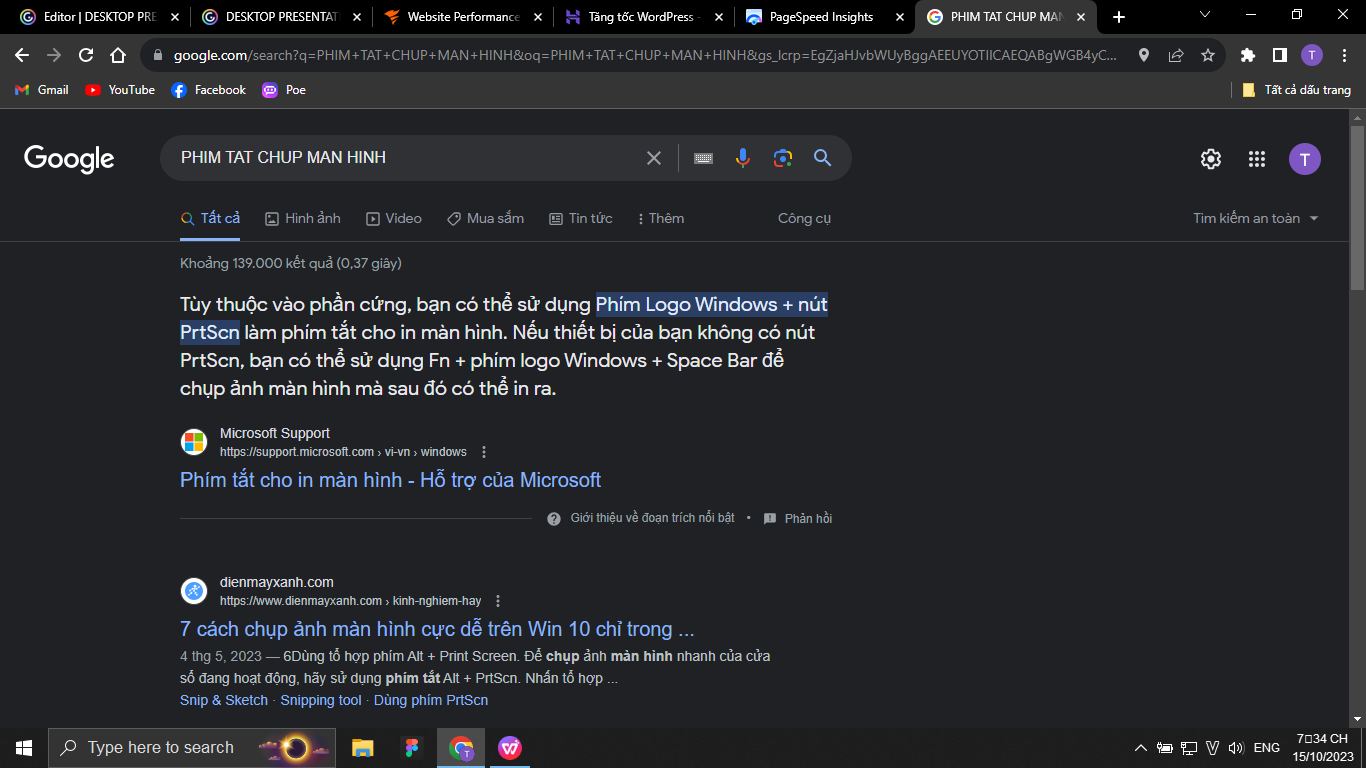 Editor | DESKTOP PRE
DESKTOP PRESENTAT
Website Performance
Tăng tốc WordPress -
PageSpeed Insights
PHIM TAT CHUP MAN
google.com/search?q=PHIM+TAT+CHUP+MAN+HINH&oq=PHIM+TAT+CHUP+MAN+HINH&gs_lcrp=EgZjaHJvbWUyBggAEEUYOTIICAEQABgWGB4yC...
T
Gmail
YouTube
Facebook
Poe
Tất cả dấu trang
Google
PHIM TAT CHUP MAN HINH
T
Tất cả
Hình ảnh
Video
Mua sắm
Tin tức
Thêm
Công cụ
Tìm kiếm an toàn
Khoảng 139.000 kết quả (0,37 giây)
Tùy thuộc vào phần cứng, bạn có thể sử dụng Phím Logo Windows + nút
PrtScn làm phím tắt cho in màn hình. Nếu thiết bị của bạn không có nút
PrtScn, bạn có thể sử dụng Fn + phím logo Windows + Space Bar để
chụp ảnh màn hình mà sau đó có thể in ra.
Microsoft Support
https://support.microsoft.com › vi-vn › windows
Phím tắt cho in màn hình - Hỗ trợ của Microsoft
Giới thiệu về đoạn trích nổi bật • Phản hồi
dienmayxanh.com
https://www.dienmayxanh.com › kinh-nghiem-hay
7 cách chụp ảnh màn hình cực dễ trên Win 10 chỉ trong ...
4 thg 5, 2023 — 6Dùng tổ hợp phím Alt + Print Screen. Để chụp ảnh màn hình nhanh của cửa
sổ đang hoạt động, hãy sử dụng phím tắt Alt + PrtScn. Nhấn tổ hợp ...
Snip & Sketch · Snipping tool · Dùng phím PrtScn
Type here to search
T
ENG
7□34 CH
15/10/2023